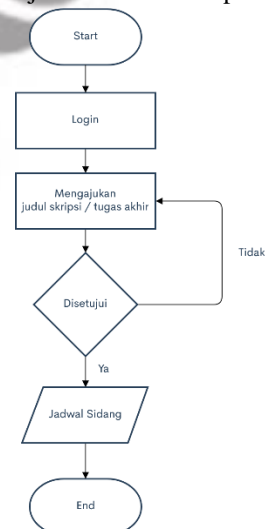 Start
Login
Mengajukan
judul skripsi / tugas akhir
Tidak
Disetujui
Ya
Jadwal Sidang
End